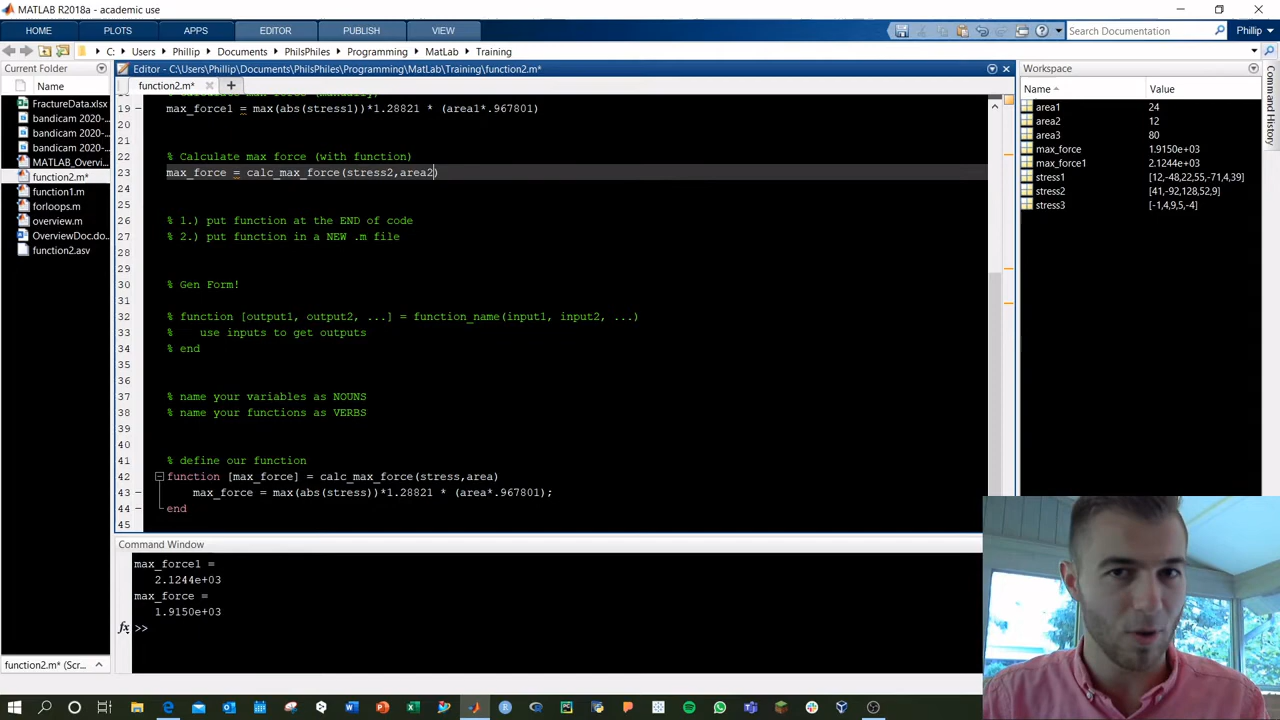 MATLAB R2018a - academic use
HOME PLOTS APPS EDITOR PUBLISH VIEW Search Documentation Phillip
C: Users Phillip Documents PhilsPhiles Programming MatLab Training
Current Folder
Name
FractureData.xlsx
bandicam 2020-...
bandicam 2020-...
bandicam 2020-...
MATLAB_Overvi...
function2.m*
function1.m
forloops.m
overview.m
OverviewDoc.do...
function2.asv
function2.m* (Scr...
Editor - C:\Users\Phillip\Documents\PhilsPhiles\Programming\MatLab\Training\function2.m*
function2.m*
19 max_force1 = max(abs(stress1))*1.28821 * (area1*.967801)
20
21
22 % Calculate max force (with function)
23 max_force = calc_max_force(stress2,area2)
24
25
26 % 1.) put function at the END of code
27 % 2.) put function in a NEW .m file
28
29
30 % Gen Form!
31
32 % function [output1, output2, ...] = function_name(input1, input2, ...)
33 % use inputs to get outputs
34 % end
35
36
37 % name your variables as NOUNS
38 % name your functions as VERBS
39
40
41 % define our function
42 function [max_force] = calc_max_force(stress,area)
43 max_force = max(abs(stress))*1.28821 * (area*.967801);
44 end
45
Command Window
max_force1 =
2.1244e+03
max_force =
1.9150e+03
fx >>
Workspace
Name Value
area1 24
area2 12
area3 80
max_force 1.9150e+03
max_force1 2.1244e+03
stress1 [12,-48,22,55,-71,4,39]
stress2 [41,-92,128,52,9]
stress3 [-1,4,9,5,-4]
Command History